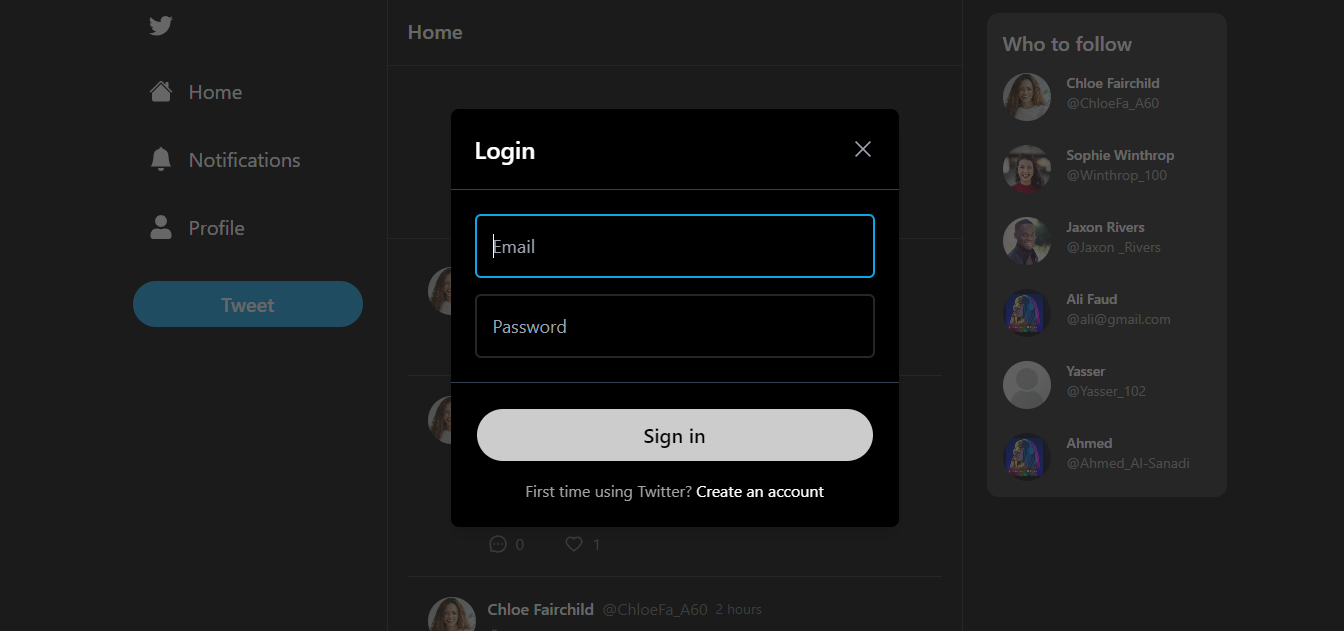 Home
Notifications
Profile
Tweet
Home
Login
Email
Password
Sign in
First time using Twitter? Create an account
0 1
Chloe Fairchild @ChloeFa_A60 2 hours
Who to follow
Chloe Fairchild
@ChloeFa_A60
Sophie Winthrop
@Winthrop_100
Jaxon Rivers
@Jaxon _Rivers
Ali Faud
@ali@gmail.com
Yasser
@Yasser_102
Ahmed
@Ahmed_Al-Sanadi